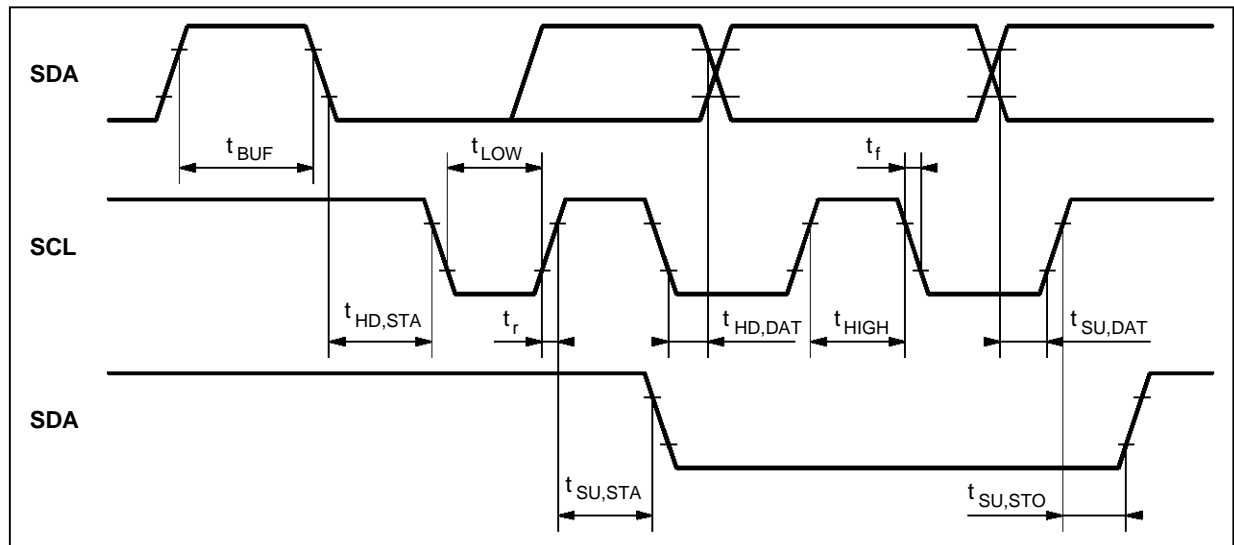 SDA
t BUF
t LOW
t f
SCL
t HD,STA
t r
t HD,DAT
t HIGH
t SU,DAT
SDA
t SU,STA
t SU,STO